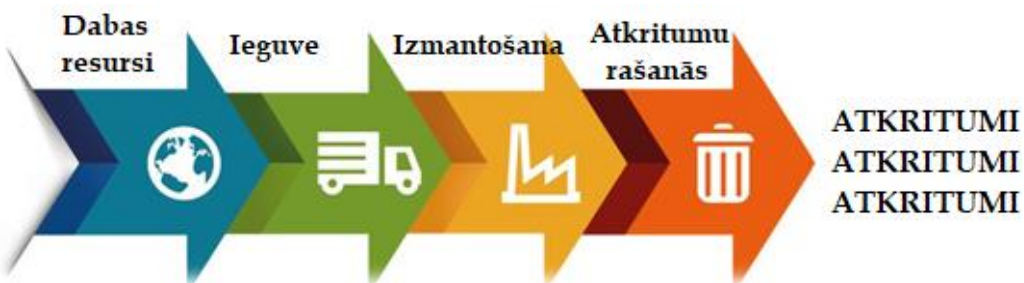 Dabas
resursi
Ieguve
Izmantošana
Atkritumu
rašanās
ATKRITUMI
ATKRITUMI
ATKRITUMI